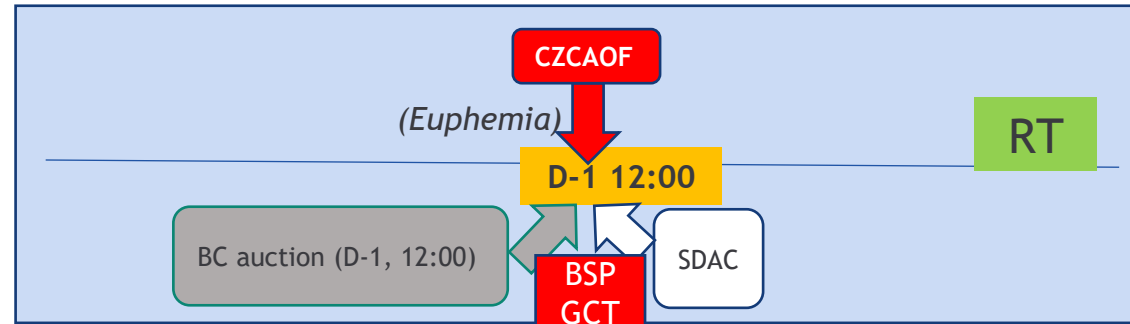 CZCAOF
(Euphemia)
RT
D-1 12:00
BC auction (D-1, 12:00)
SDAC
BSP
GCT